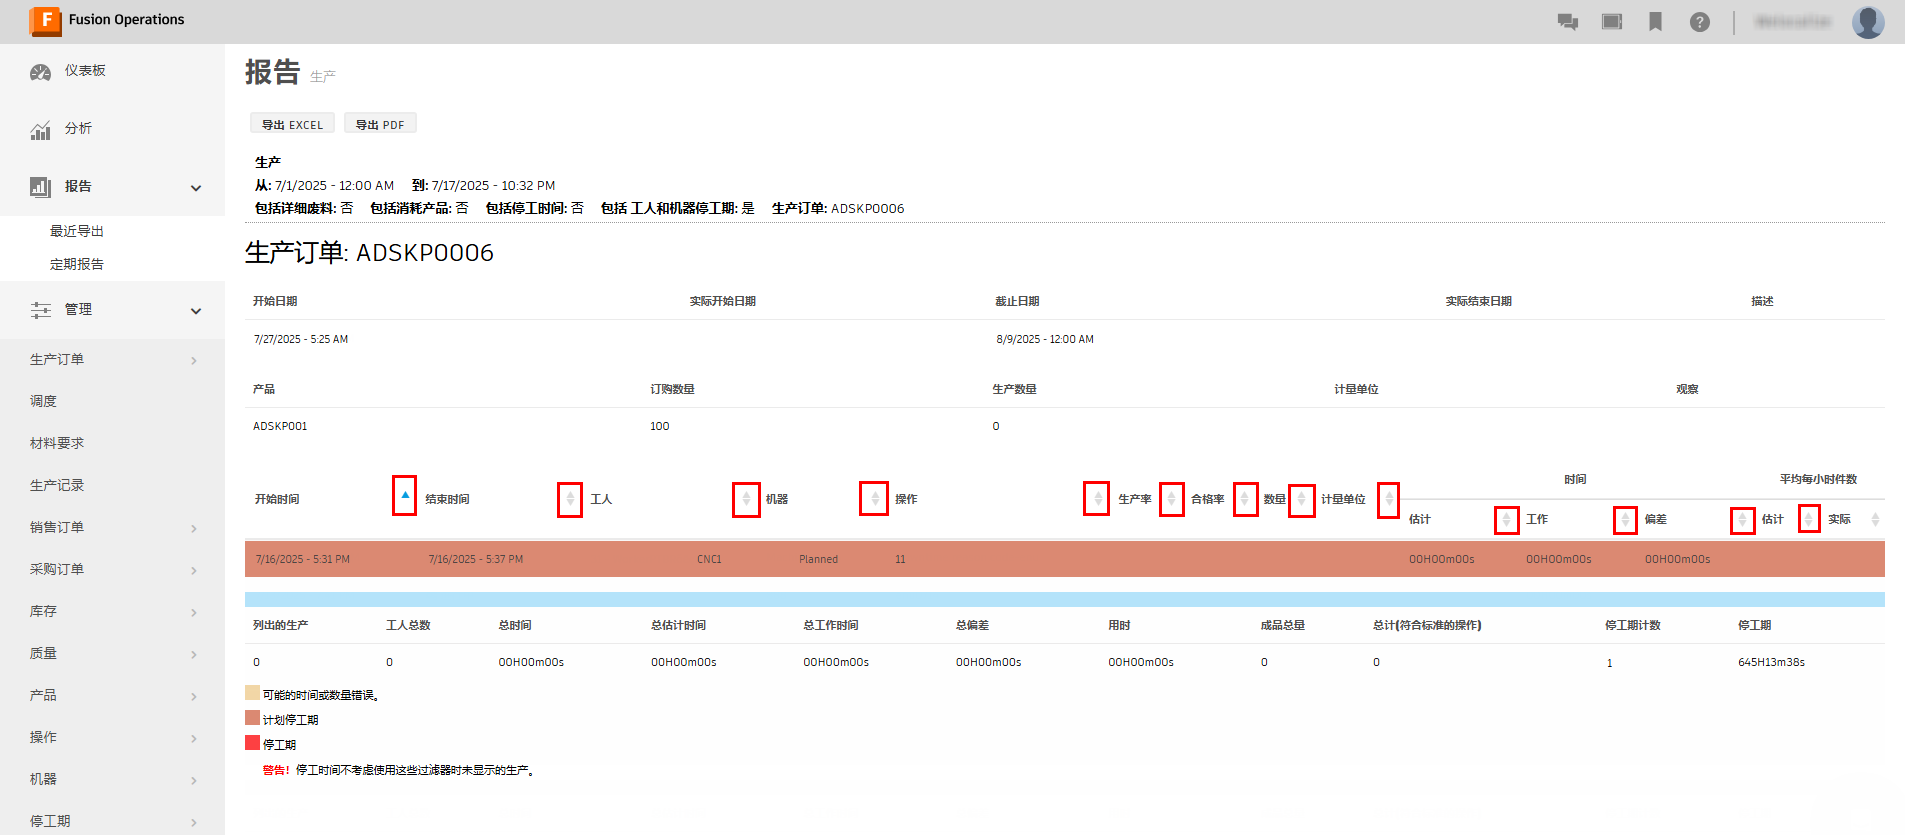 Fusion Operations
仪表板
分析
报告
最近导出
定期报告
管理
生产订单
调度
材料要求
生产记录
销售订单
采购订单
库存
质量
产品
操作
机器
停工期
报告 生产
导出 EXCEL 导出 PDF
生产
从: 7/1/2025 - 12:00 AM 到: 7/17/2025 - 10:32 PM
包括详细废料: 否 包括消耗产品: 否 包括停工时间: 否 包括 工人和机器停工期: 是 生产订单: ADSKP0006
生产订单: ADSKP0006
开始日期 实际开始日期 截止日期 实际结束日期 描述
7/27/2025 - 5:25 AM 8/9/2025 - 12:00 AM
产品 订购数量 生产数量 计量单位 观察
ADSKP001 100 0
时间 平均每小时件数
开始时间 结束时间 工人 机器 操作 生产率 合格率 数量 计量单位
估计 工作 偏差 估计 实际
7/16/2025 - 5:31 PM 7/16/2025 - 5:37 PM CNC1 Planned 11 00H00m00s 00H00m00s 00H00m00s
列出的生产 工人总数 总时间 总估计时间 总工作时间 总偏差 用时 成品总量 总计(符合标准的操作) 停工期计数 停工期
0 0 00H00m00s 00H00m00s 00H00m00s 00H00m00s 00H00m00s 0 0 1 645H13m38s
可能的时间或数量错误。
计划停工期
停工期
警告! 停工时间不考虑使用这些过滤器时未显示的生产。